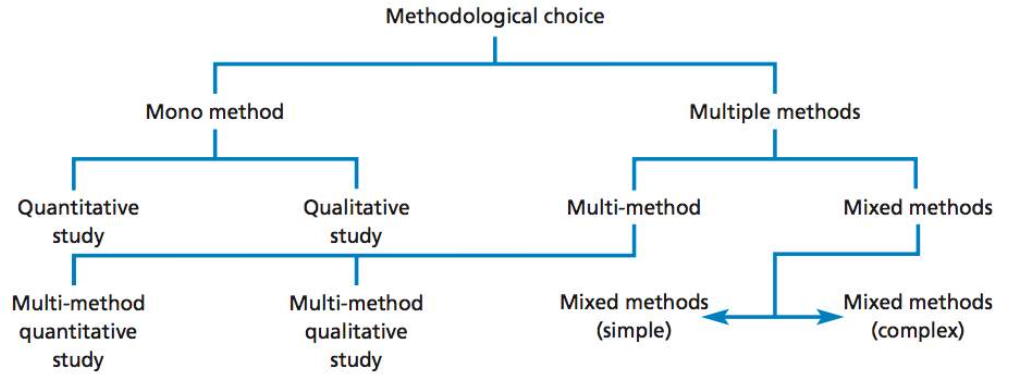 Methodological choice
Mono method
Multiple methods
Quantitative
study
Qualitative
study
Multi-method
Mixed methods
Multi-method
quantitative
study
Multi-method
qualitative
study
Mixed methods
(simple)
Mixed methods
(complex)